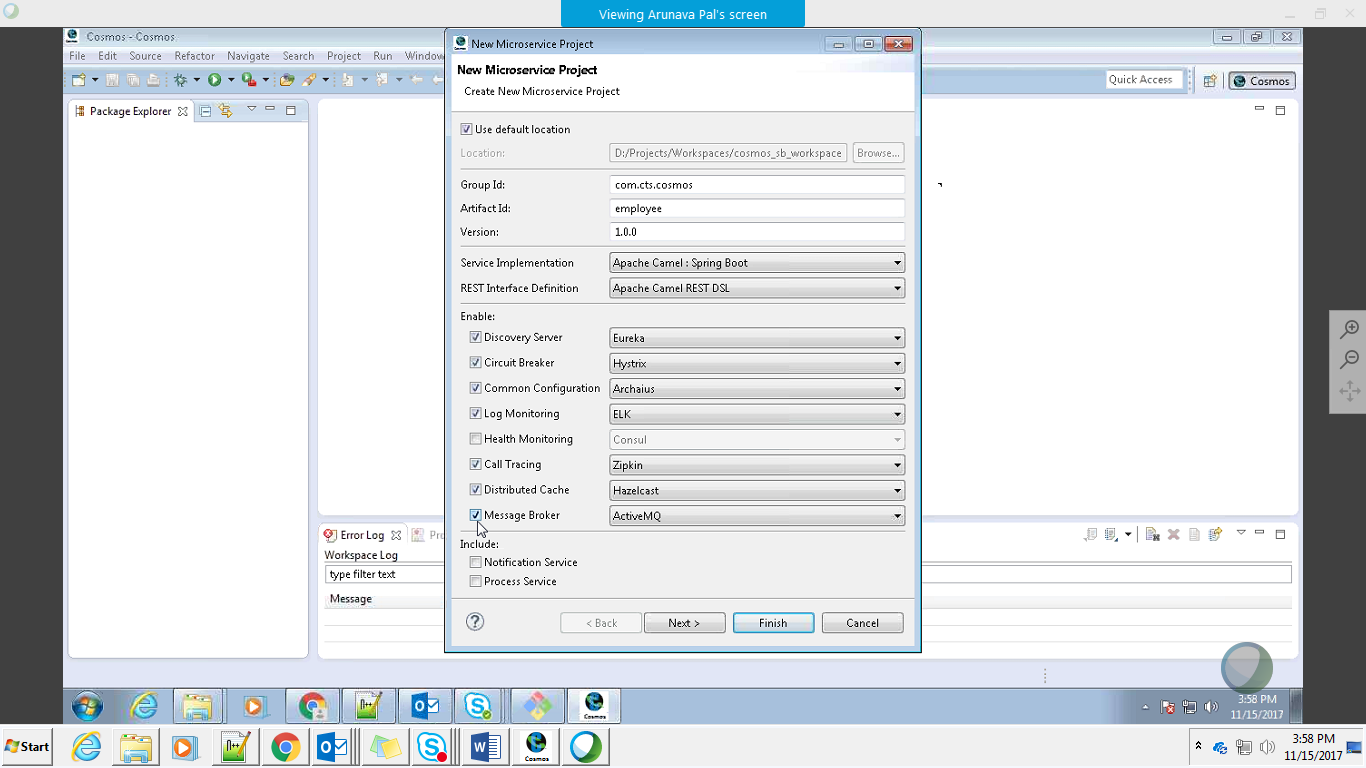 Viewing Arunava Pal's screen
Cosmos - Cosmos
File Edit Source Refactor Navigate Search Project Run Window
Quick Access
Cosmos
Package Explorer
New Microservice Project
New Microservice Project
Create New Microservice Project
Use default location
Location: D:/Projects/Workspaces/cosmos_sb_workspace Browse...
Group Id: com.cts.cosmos
Artifact Id: employee
Version: 1.0.0
Service Implementation Apache Camel : Spring Boot
REST Interface Definition Apache Camel REST DSL
Enable:
Discovery Server Eureka
Circuit Breaker Hystrix
Common Configuration Archaius
Log Monitoring ELK
Health Monitoring Consul
Call Tracing Zipkin
Distributed Cache Hazelcast
Message Broker ActiveMQ
Include:
Notification Service
Process Service
< Back Next > Finish Cancel
Error Log Pro
Workspace Log
type filter text
Message
Cosmos
3:58 PM
11/15/2017
Start
Cosmos
3:58 PM
11/15/2017